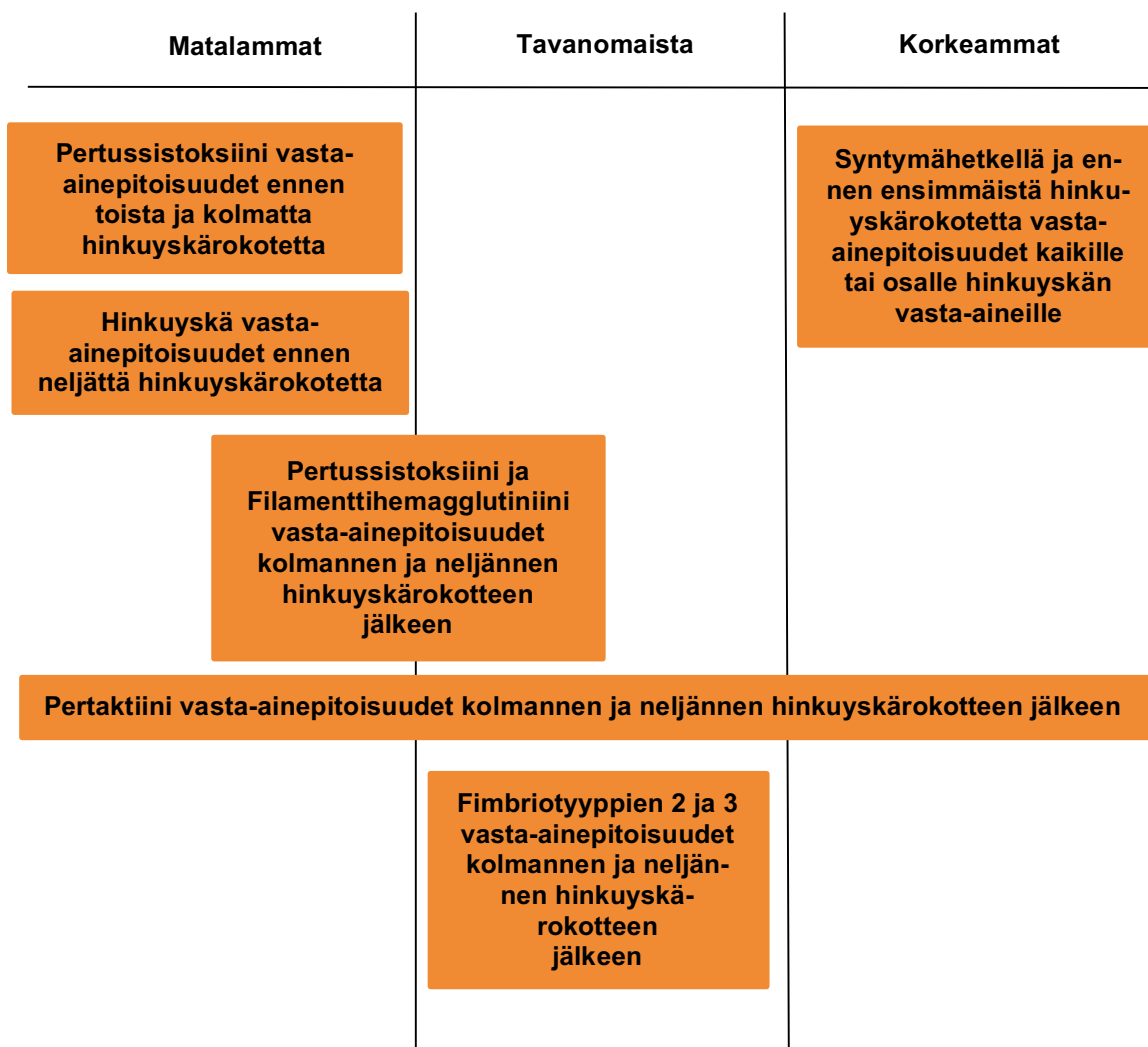 Matalammat
Tavanomaista
Korkeammat
Pertussistoksiini vasta-
ainepitoisuudet ennen
toista ja kolmatta
hinkuyskärokotetta
Syntymähetkellä ja en-
nen ensimmäistä hinku-
yskärokotetta vasta-
ainepitoisuudet kaikille
tai osalle hinkuyskän
vasta-aineille
Hinkuyskä vasta-
ainepitoisuudet ennen
neljättä hinkuyskärokotetta
Pertussistoksiini ja
Filamenttihemagglutiniini
vasta-ainepitoisuudet
kolmannen ja neljännen
hinkuyskärokotteen
jälkeen
Pertaktiini vasta-ainepitoisuudet kolmannen ja neljännen hinkuyskärokotteen jälkeen
Fimbriotyyppien 2 ja 3
vasta-ainepitoisuudet
kolmannen ja neljän-
nen hinkuyskä-
rokotteen
jälkeen